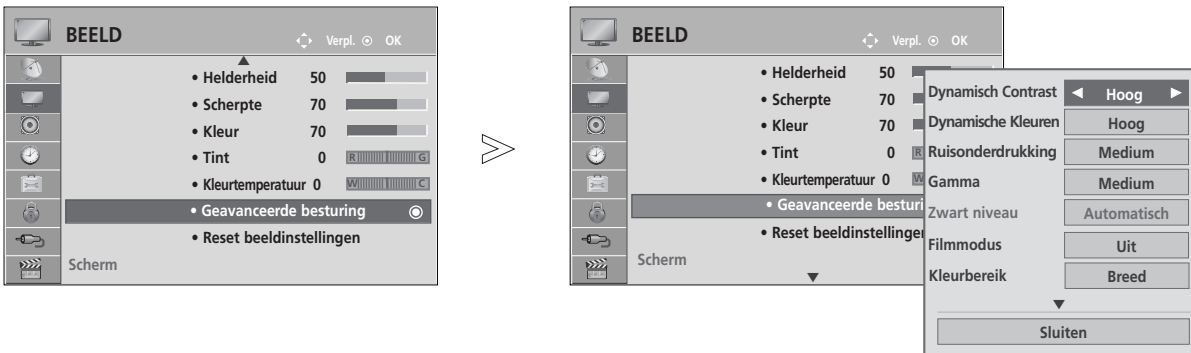 BEELD
Verpl. OK
• Helderheid 50
• Scherpte 70
• Kleur 70
• Tint 0 R G
• Kleurtemperatuur 0 W C
• Geavanceerde besturing
• Reset beeldinstellingen
Scherm
BEELD
Verpl. OK
• Helderheid 50
• Scherpte 70
• Kleur 70
• Tint 0 R
• Kleurtemperatuur 0 W
• Geavanceerde besturi
• Reset beeldinstellinge
Scherm
Dynamisch Contrast Hoog
Dynamische Kleuren Hoog
Ruisonderdrukking Medium
Gamma Medium
Zwart niveau Automatisch
Filmmodus Uit
Kleurbereik Breed
Sluiten